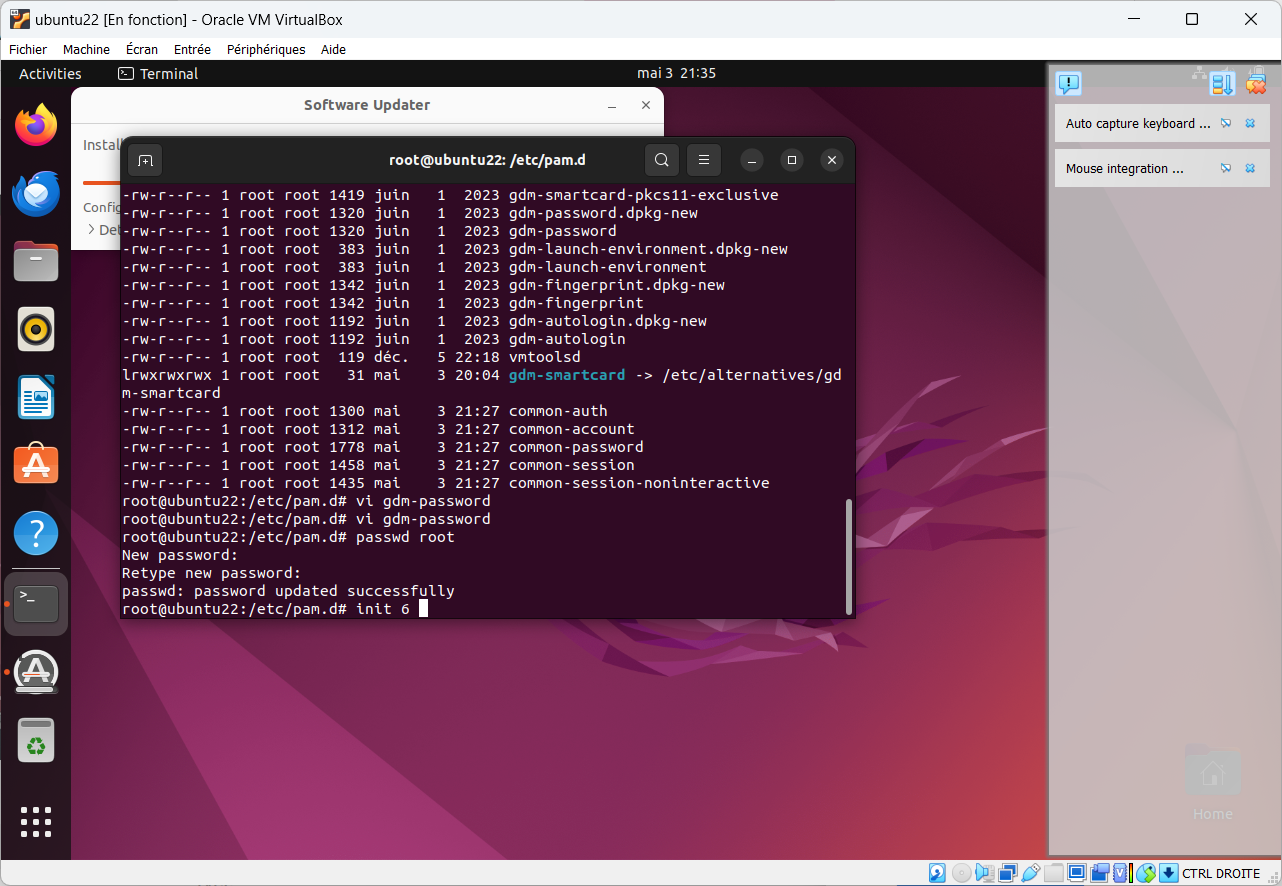 ubuntu22 [En fonction] - Oracle VM VirtualBox
Fichier Machine Écran Entrée Périphériques Aide
Activities Terminal mai 3 21:35
Software Updater
Auto capture keyboard ...
Mouse integration ...
root@ubuntu22: /etc/pam.d
-rw-r--r-- 1 root root 1419 juin   1  2023 gdm-smartcard-pkcs11-exclusive
-rw-r--r-- 1 root root 1320 juin   1  2023 gdm-password.dpkg-new
-rw-r--r-- 1 root root 1320 juin   1  2023 gdm-password
-rw-r--r-- 1 root root  383 juin   1  2023 gdm-launch-environment.dpkg-new
-rw-r--r-- 1 root root  383 juin   1  2023 gdm-launch-environment
-rw-r--r-- 1 root root 1342 juin   1  2023 gdm-fingerprint.dpkg-new
-rw-r--r-- 1 root root 1342 juin   1  2023 gdm-fingerprint
-rw-r--r-- 1 root root 1192 juin   1  2023 gdm-autologin.dpkg-new
-rw-r--r-- 1 root root 1192 juin   1  2023 gdm-autologin
-rw-r--r-- 1 root root  119 déc.   5 22:18 vmtoolsd
lrwxrwxrwx 1 root root   31 mai    3 20:04 gdm-smartcard -> /etc/alternatives/gd
m-smartcard
-rw-r--r-- 1 root root 1300 mai    3 21:27 common-auth
-rw-r--r-- 1 root root 1312 mai    3 21:27 common-account
-rw-r--r-- 1 root root 1778 mai    3 21:27 common-password
-rw-r--r-- 1 root root 1458 mai    3 21:27 common-session
-rw-r--r-- 1 root root 1435 mai    3 21:27 common-session-noninteractive
root@ubuntu22:/etc/pam.d# vi gdm-password
root@ubuntu22:/etc/pam.d# vi gdm-password
root@ubuntu22:/etc/pam.d# passwd root
New password:
Retype new password:
passwd: password updated successfully
root@ubuntu22:/etc/pam.d# init 6
Home
CTRL DROITE